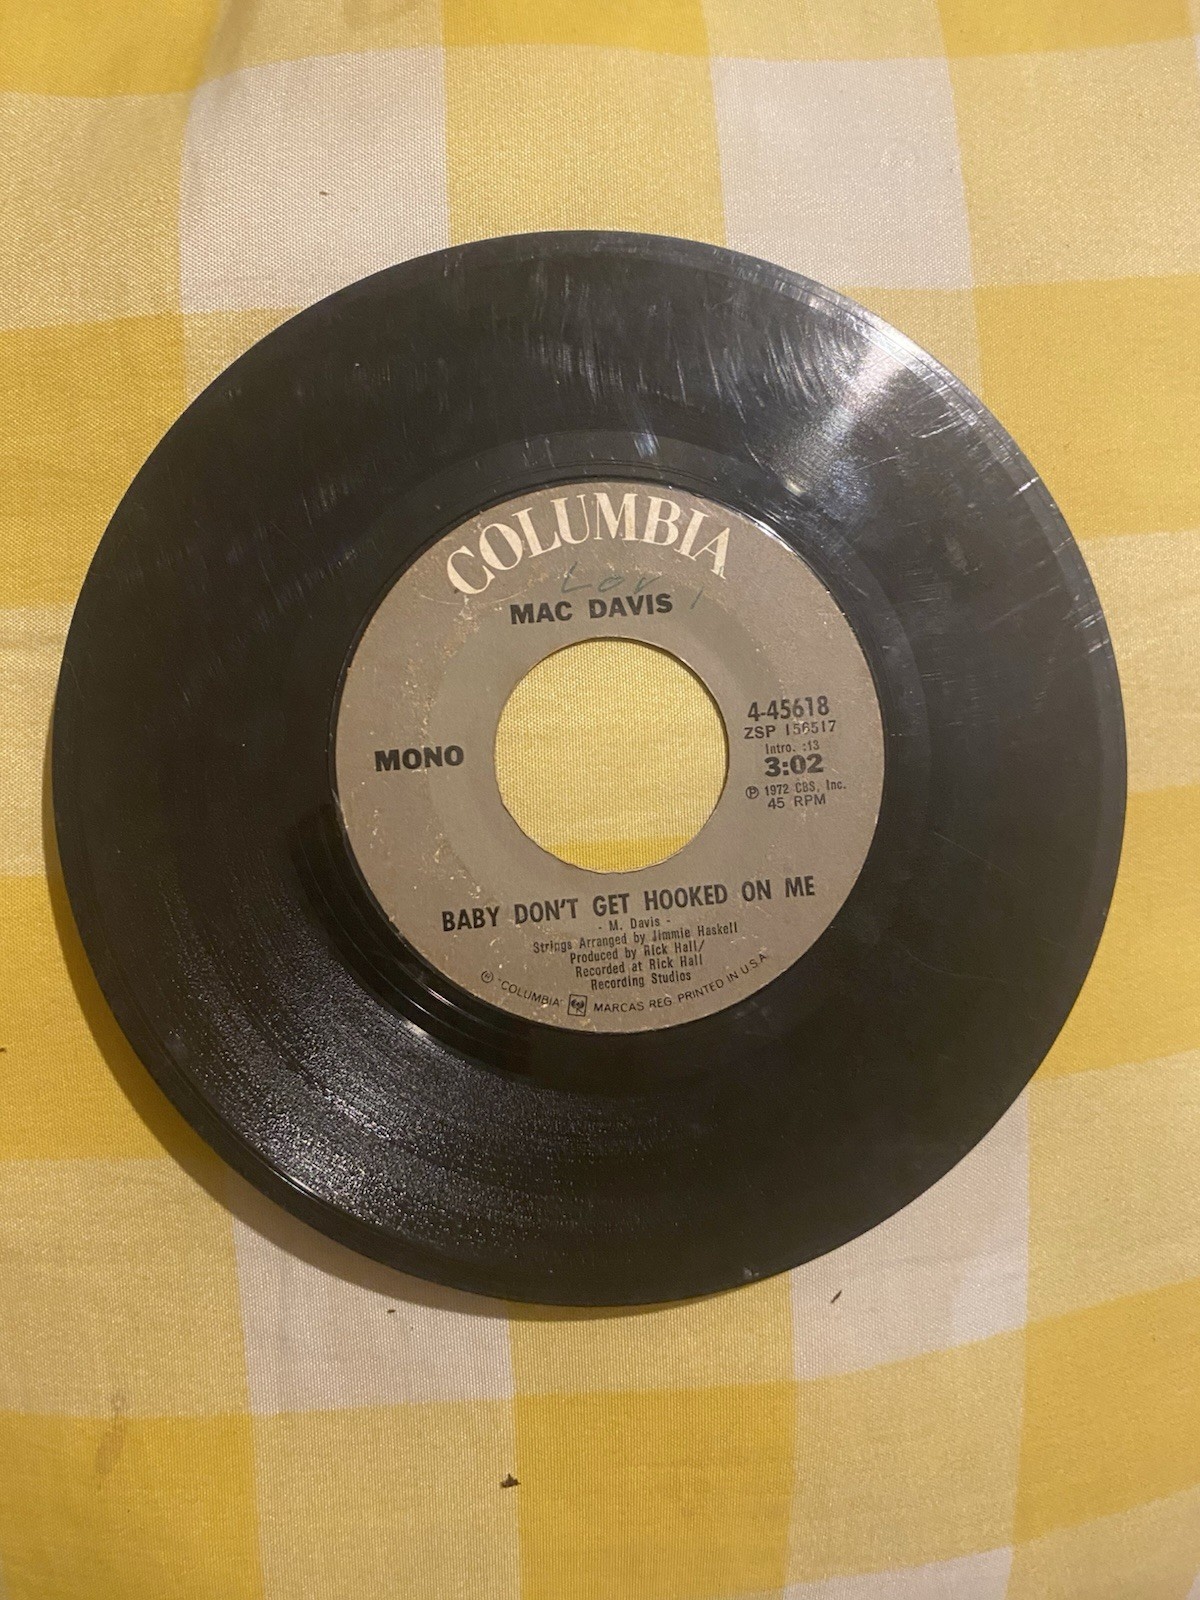 COLUMBIA
MAC DAVIS
MONO
4-45618
ZSP 156517
Intro. :13
3:02
℗ 1972 CBS, Inc.
45 RPM
BABY DON'T GET HOOKED ON ME
- M. Davis -
Strings Arranged by Jimmie Haskell
Produced by Rick Hall/
Recorded at Rick Hall
Recording Studios
® "COLUMBIA" MARCAS REG. PRINTED IN U.S.A.